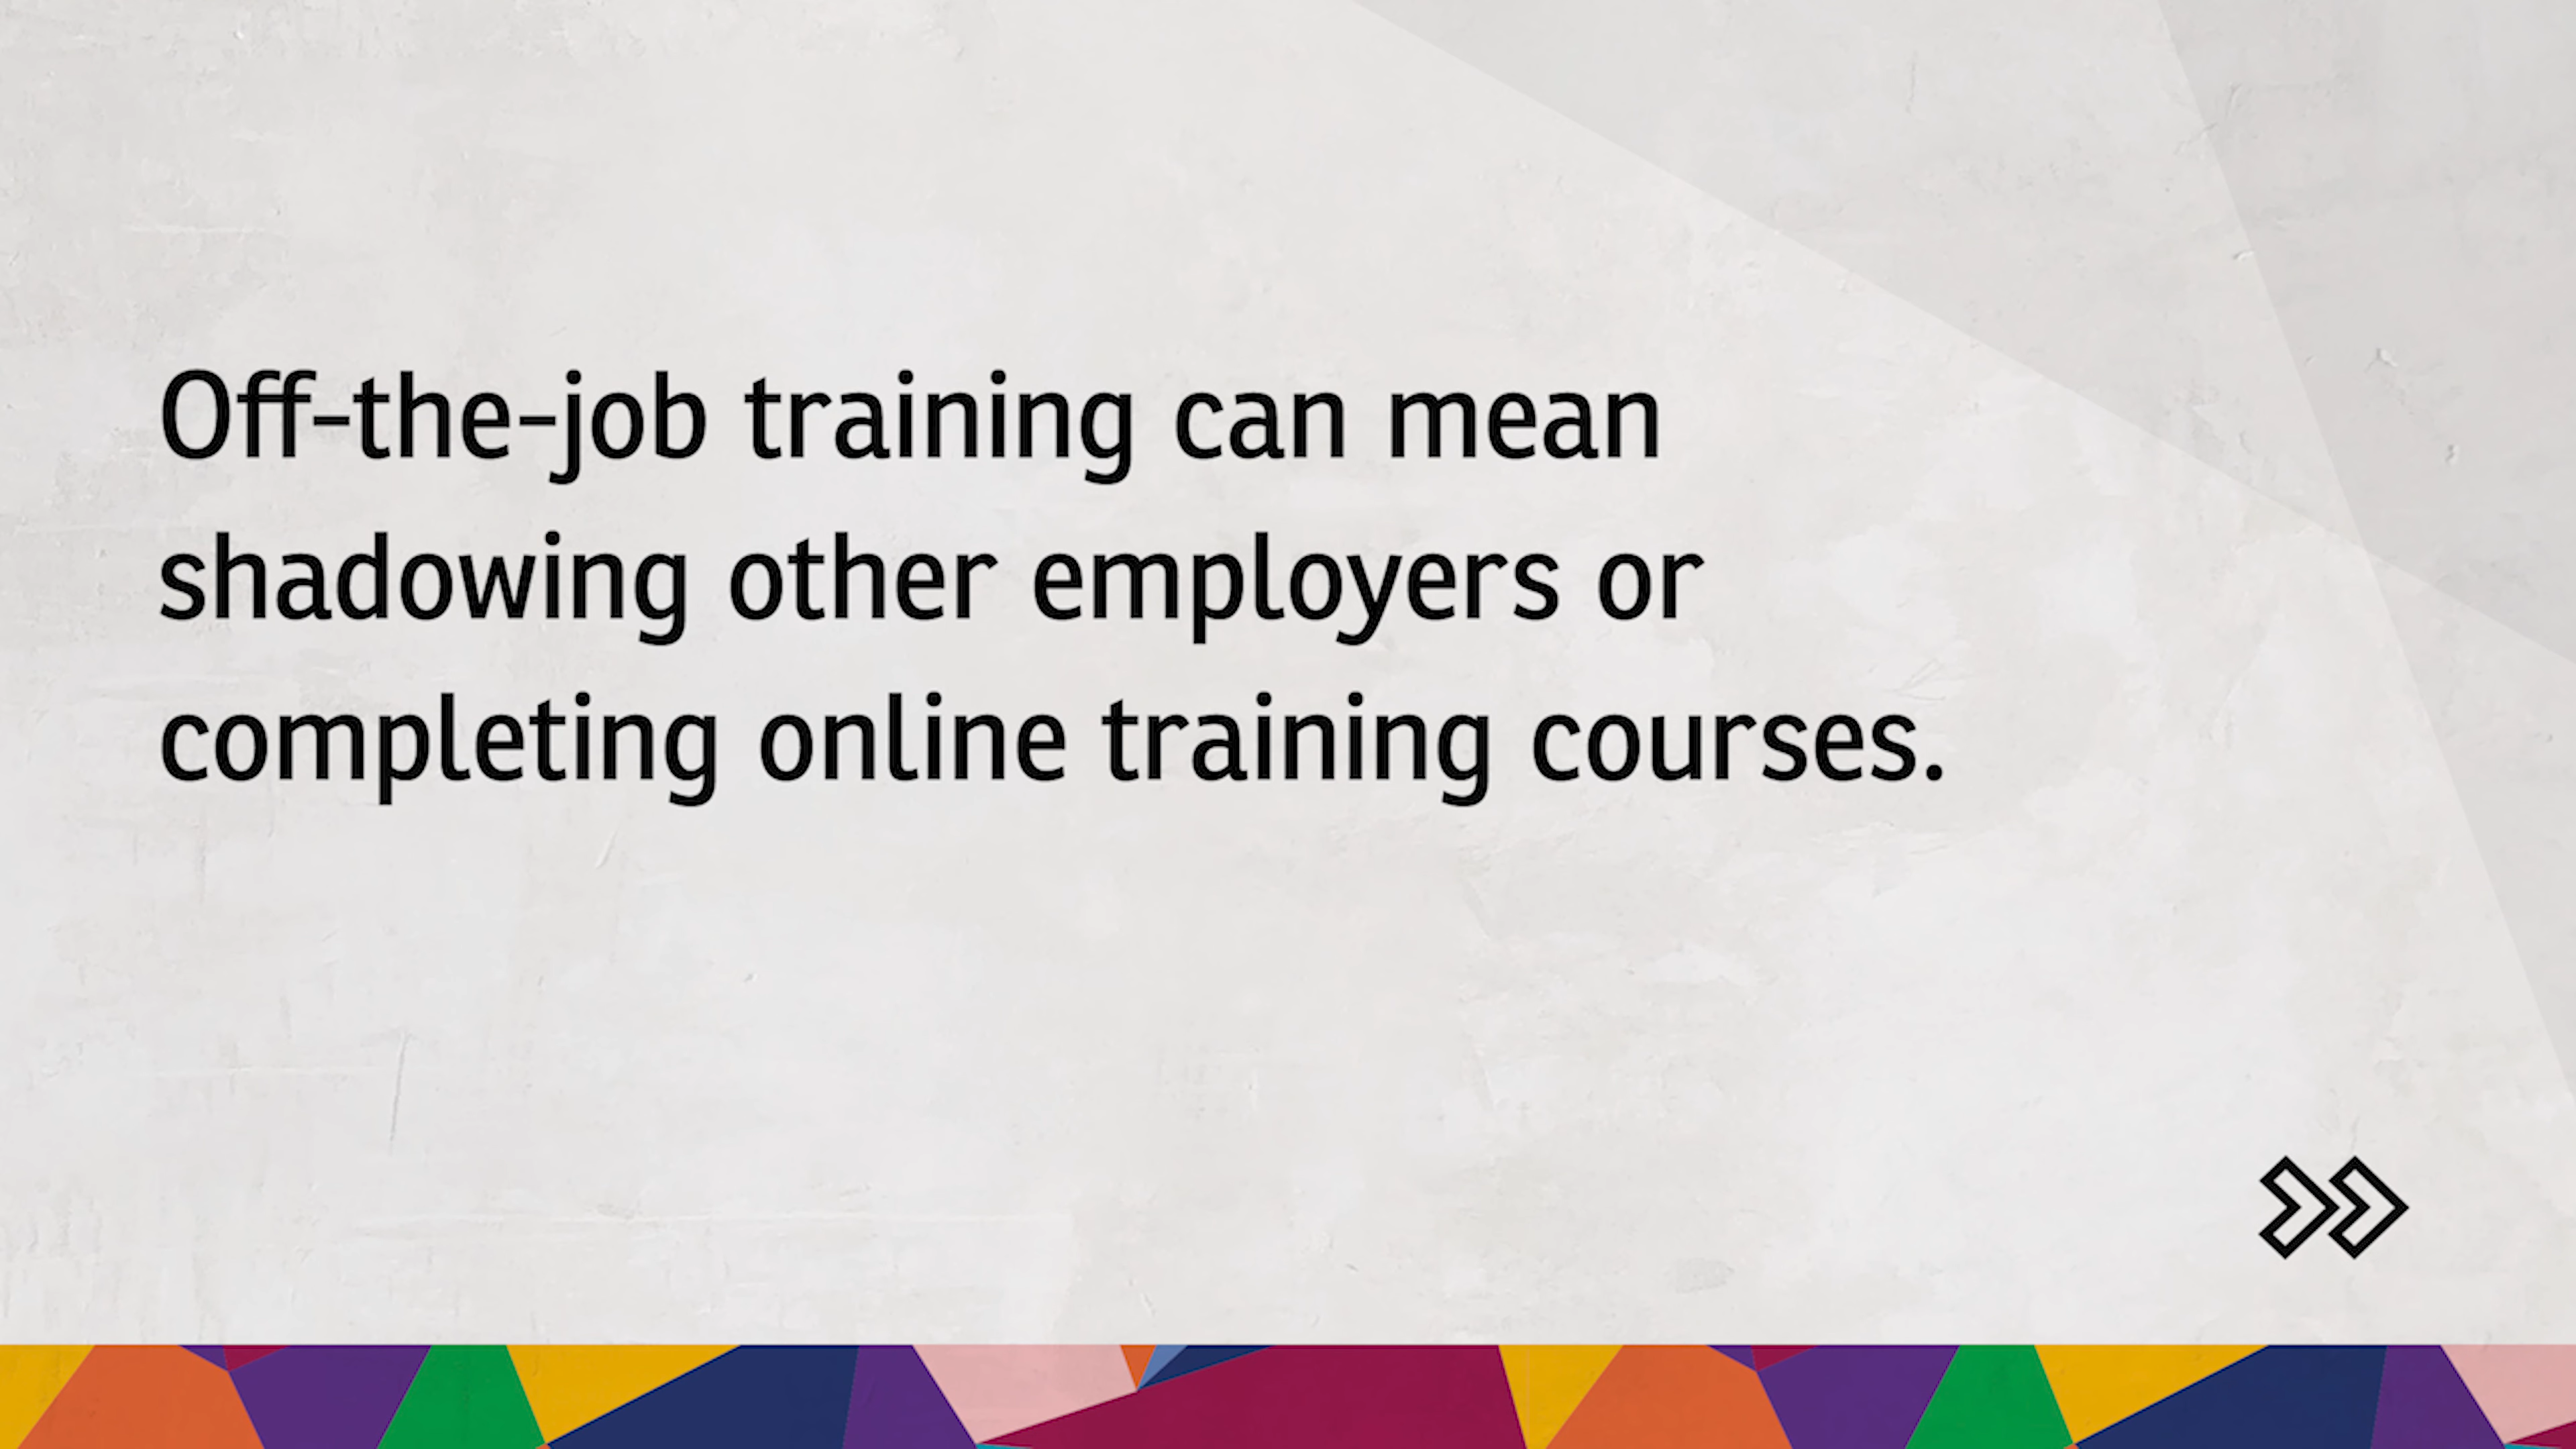 Off-the-job training can mean
shadowing other employers or
completing online training courses.